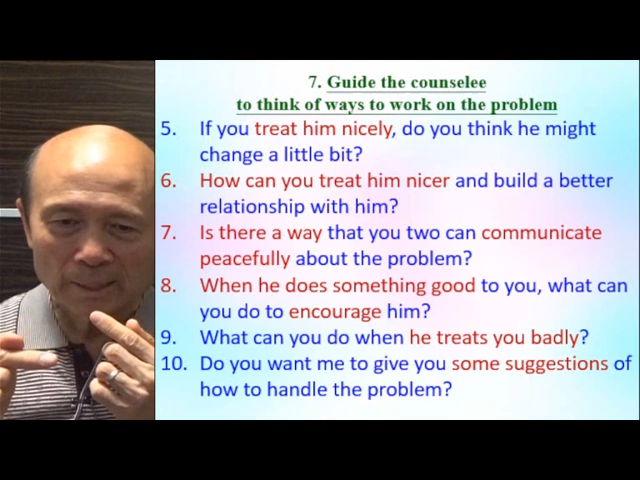 7. Guide the counselee
to think of ways to work on the problem
5. If you treat him nicely, do you think he might
change a little bit?
6. How can you treat him nicer and build a better
relationship with him?
7. Is there a way that you two can communicate
peacefully about the problem?
8. When he does something good to you, what can
you do to encourage him?
9. What can you do when he treats you badly?
10. Do you want me to give you some suggestions of
how to handle the problem?